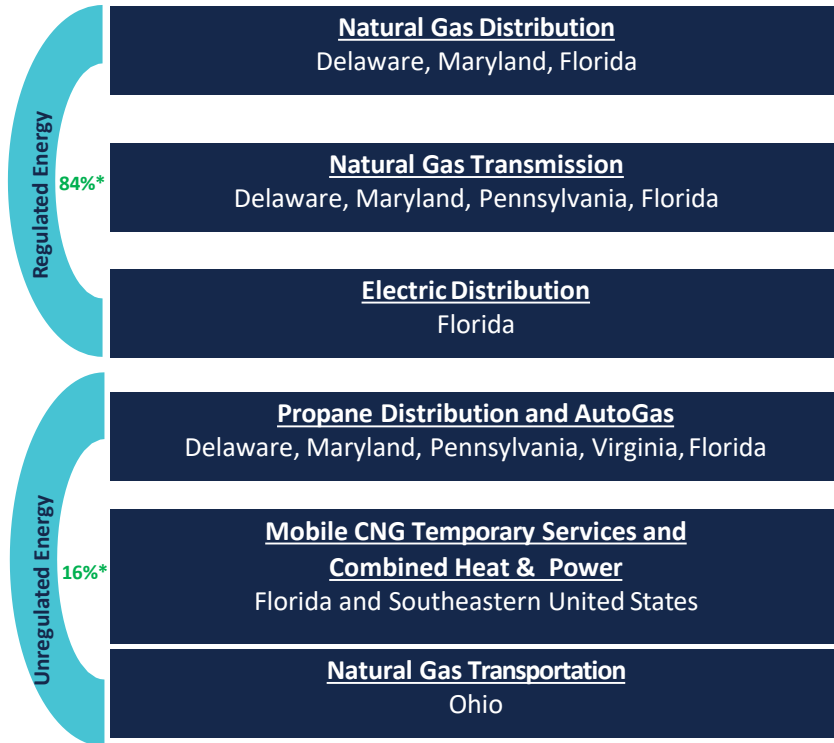 Regulated Energy
84%*
Natural Gas Distribution
Delaware, Maryland, Florida
Natural Gas Transmission
Delaware, Maryland, Pennsylvania, Florida
Electric Distribution
Florida
Unregulated Energy
16%*
Propane Distribution and AutoGas
Delaware, Maryland, Pennsylvania, Virginia, Florida
Mobile CNG Temporary Services and
Combined Heat & Power
Florida and Southeastern United States
Natural Gas Transportation
Ohio